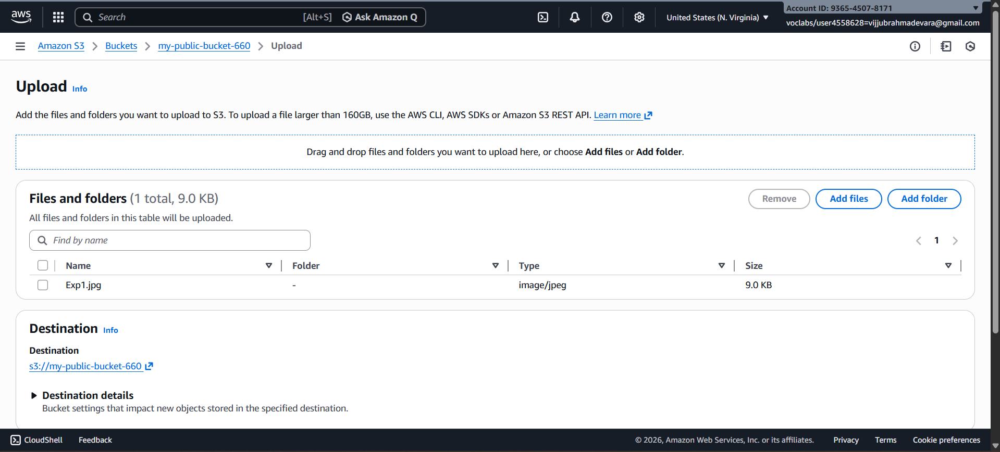 aws
Search [Alt+S] Ask Amazon Q
United States (N. Virginia)
Account ID: 9365-4507-8171
voclabs/user4558628=vijjubrahmadevara@gmail.com
Amazon S3 Buckets my-public-bucket-660 Upload
Upload Info
Add the files and folders you want to upload to S3. To upload a file larger than 160GB, use the AWS CLI, AWS SDKs or Amazon S3 REST API. Learn more
Drag and drop files and folders you want to upload here, or choose Add files or Add folder.
Files and folders (1 total, 9.0 KB)
Remove Add files Add folder
All files and folders in this table will be uploaded.
Find by name
1
Name Folder Type Size
Exp1.jpg - image/jpeg 9.0 KB
Destination Info
Destination
s3://my-public-bucket-660
Destination details
Bucket settings that impact new objects stored in the specified destination.
CloudShell Feedback © 2026, Amazon Web Services, Inc. or its affiliates. Privacy Terms Cookie preferences